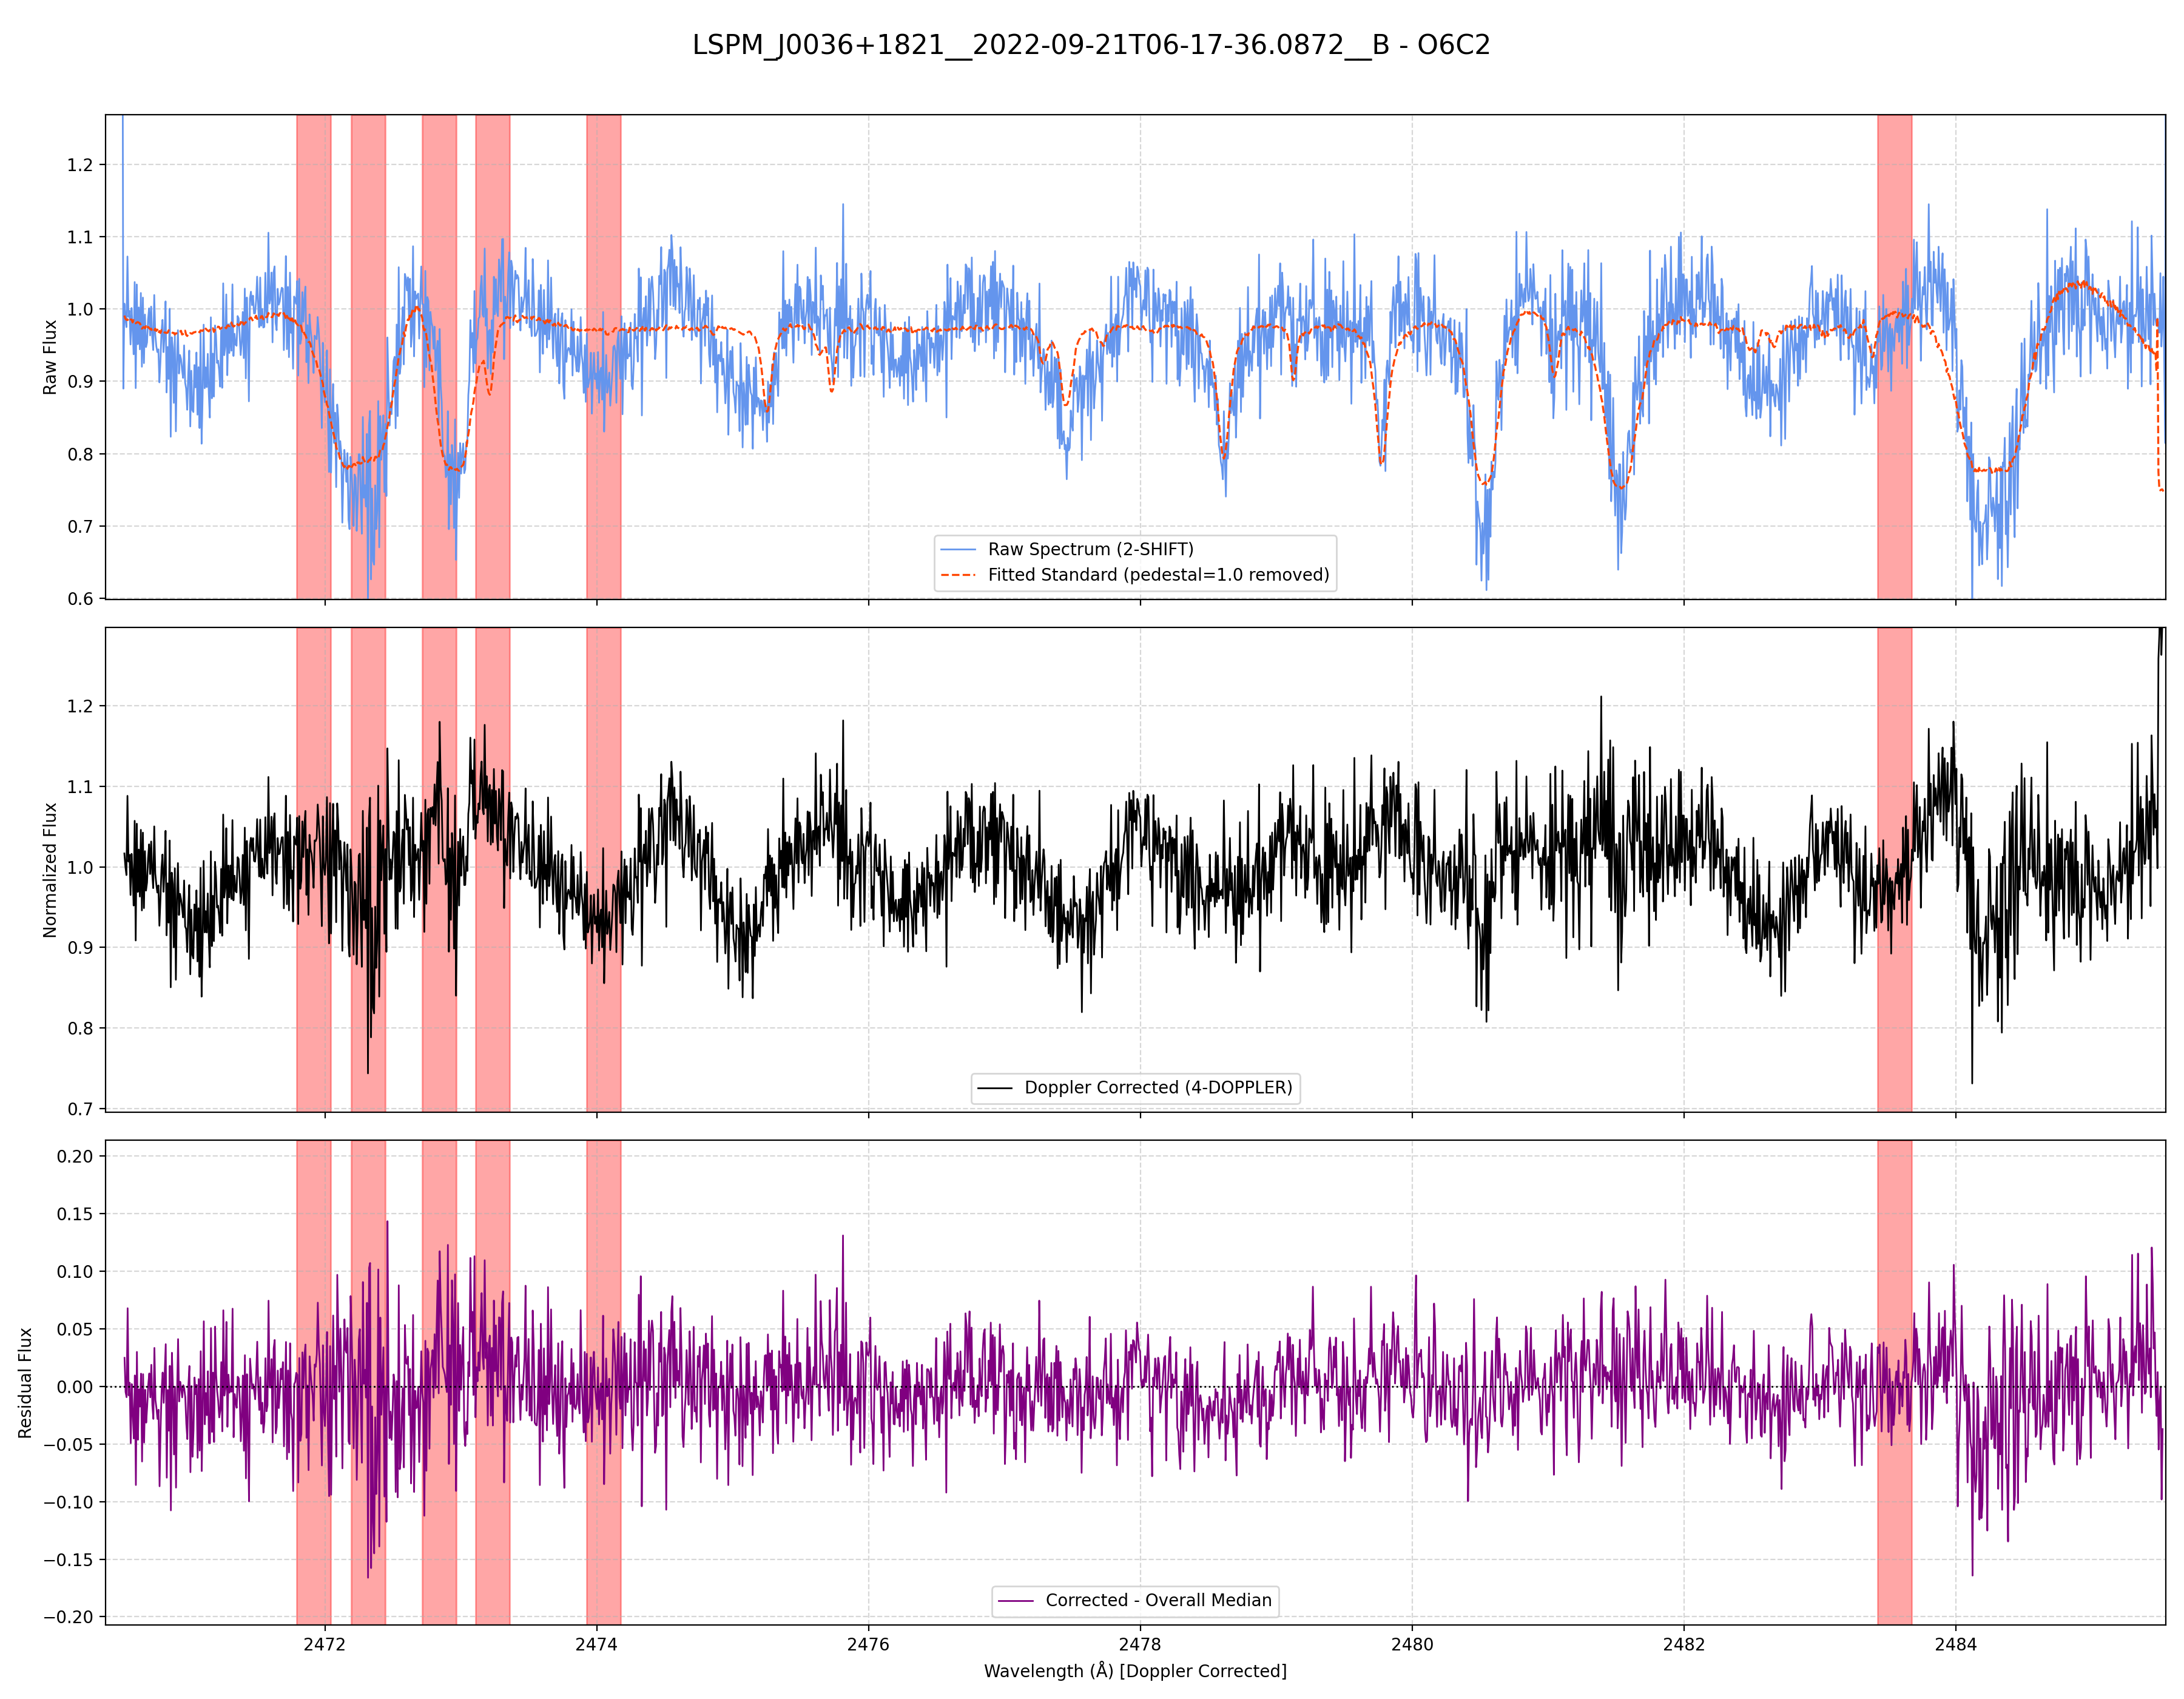 LSPM_J0036+1821__2022-09-21T06-17-36.0872__B - O6C2
Raw Flux
1.2
1.1
1.0
0.9
0.8
0.7
0.6
Raw Spectrum (2-SHIFT)
Fitted Standard (pedestal=1.0 removed)
Normalized Flux
1.2
1.1
1.0
0.9
0.8
0.7
Doppler Corrected (4-DOPPLER)
Residual Flux
0.20
0.15
0.10
0.05
0.00
−0.05
−0.10
−0.15
−0.20
Corrected - Overall Median
2472 2474 2476 2478 2480 2482 2484
Wavelength (Å) [Doppler Corrected]